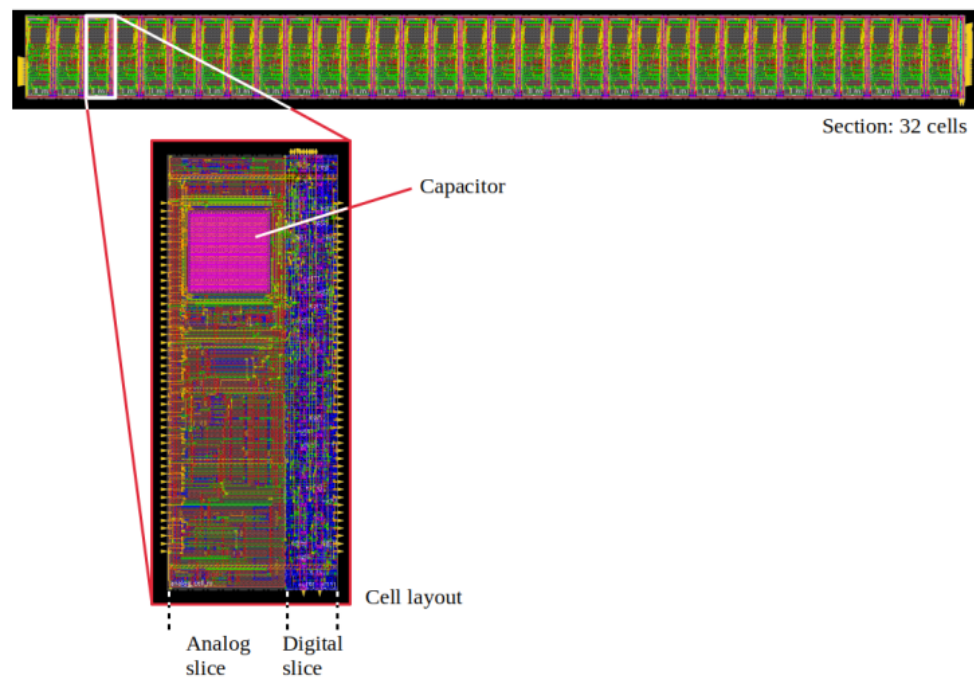 Section: 32 cells
Capacitor
Cell layout
Analog
slice
Digital
slice